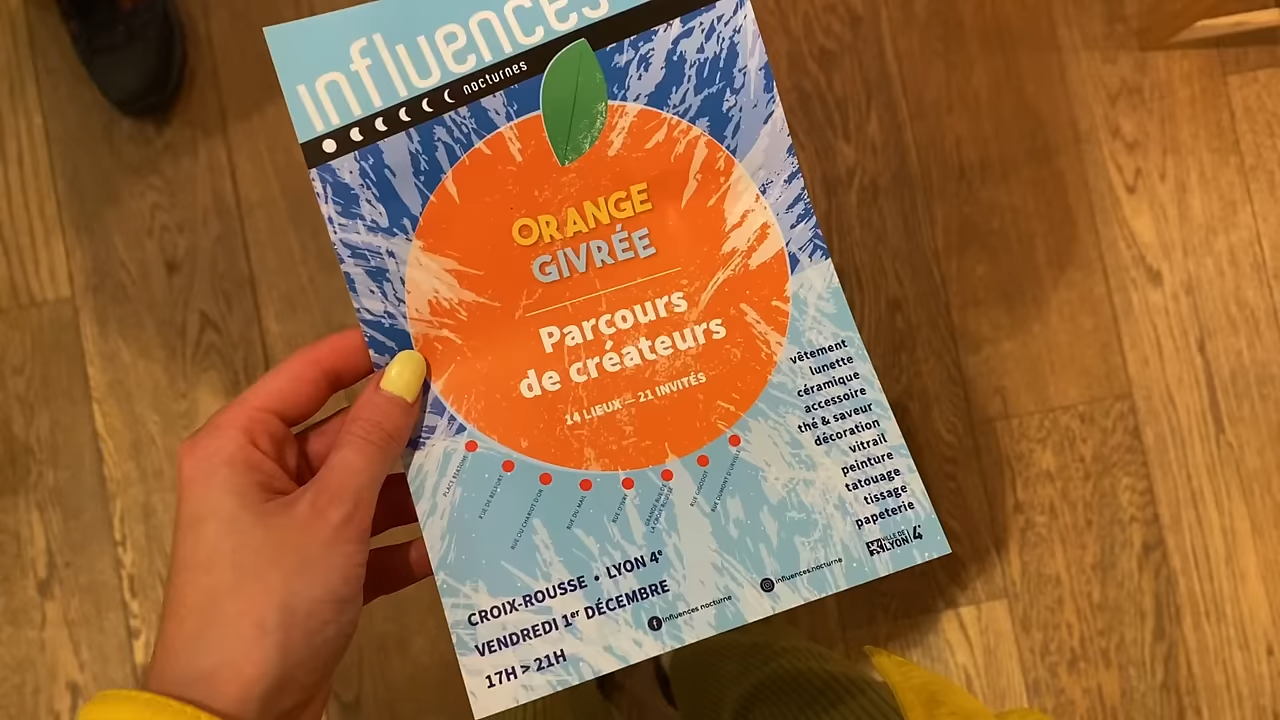 influences
nocturnes
ORANGE
GIVRÉE
Parcours
de créateurs
14 LIEUX — 21 INVITÉS
vêtement
lunette
céramique
accessoire
thé & saveur
décoration
vitrail
peinture
tatouage
tissage
papeterie
RUE DE BELFORT
RUE DU CHARIOT D'OR
RUE DU MAIL
RUE D'IVRY
GRANDE RUE DE
LA CROIX ROUSSE
RUE GIGODOT
RUE DUMONT D'URVILLE
CROIX-ROUSSE • LYON 4e
VENDREDI 1er DÉCEMBRE
17H > 21H
influences nocturne
influences.nocturne
VILLE DE
LYON 4e